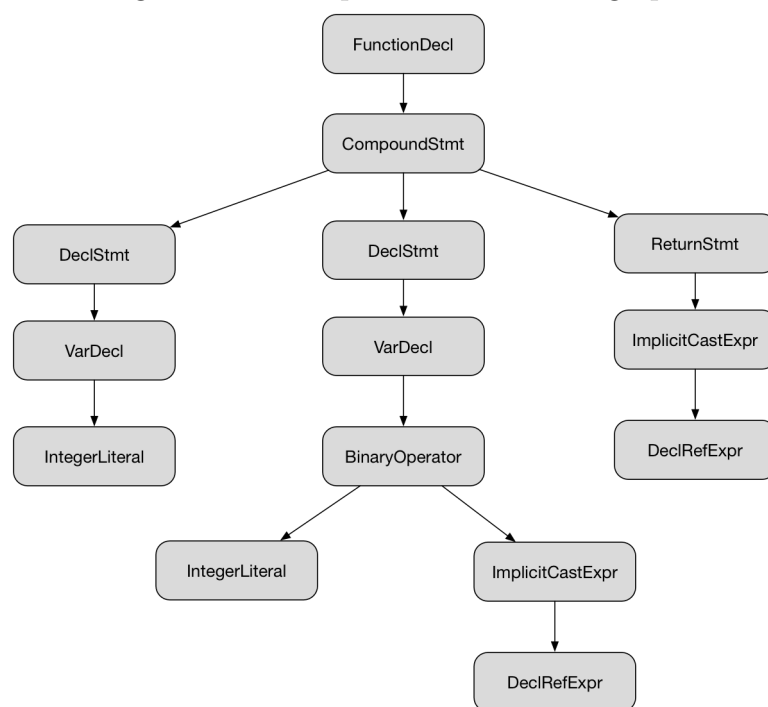 FunctionDecl
CompoundStmt
DeclStmt
DeclStmt
ReturnStmt
VarDecl
VarDecl
ImplicitCastExpr
IntegerLiteral
BinaryOperator
DeclRefExpr
IntegerLiteral
ImplicitCastExpr
DeclRefExpr